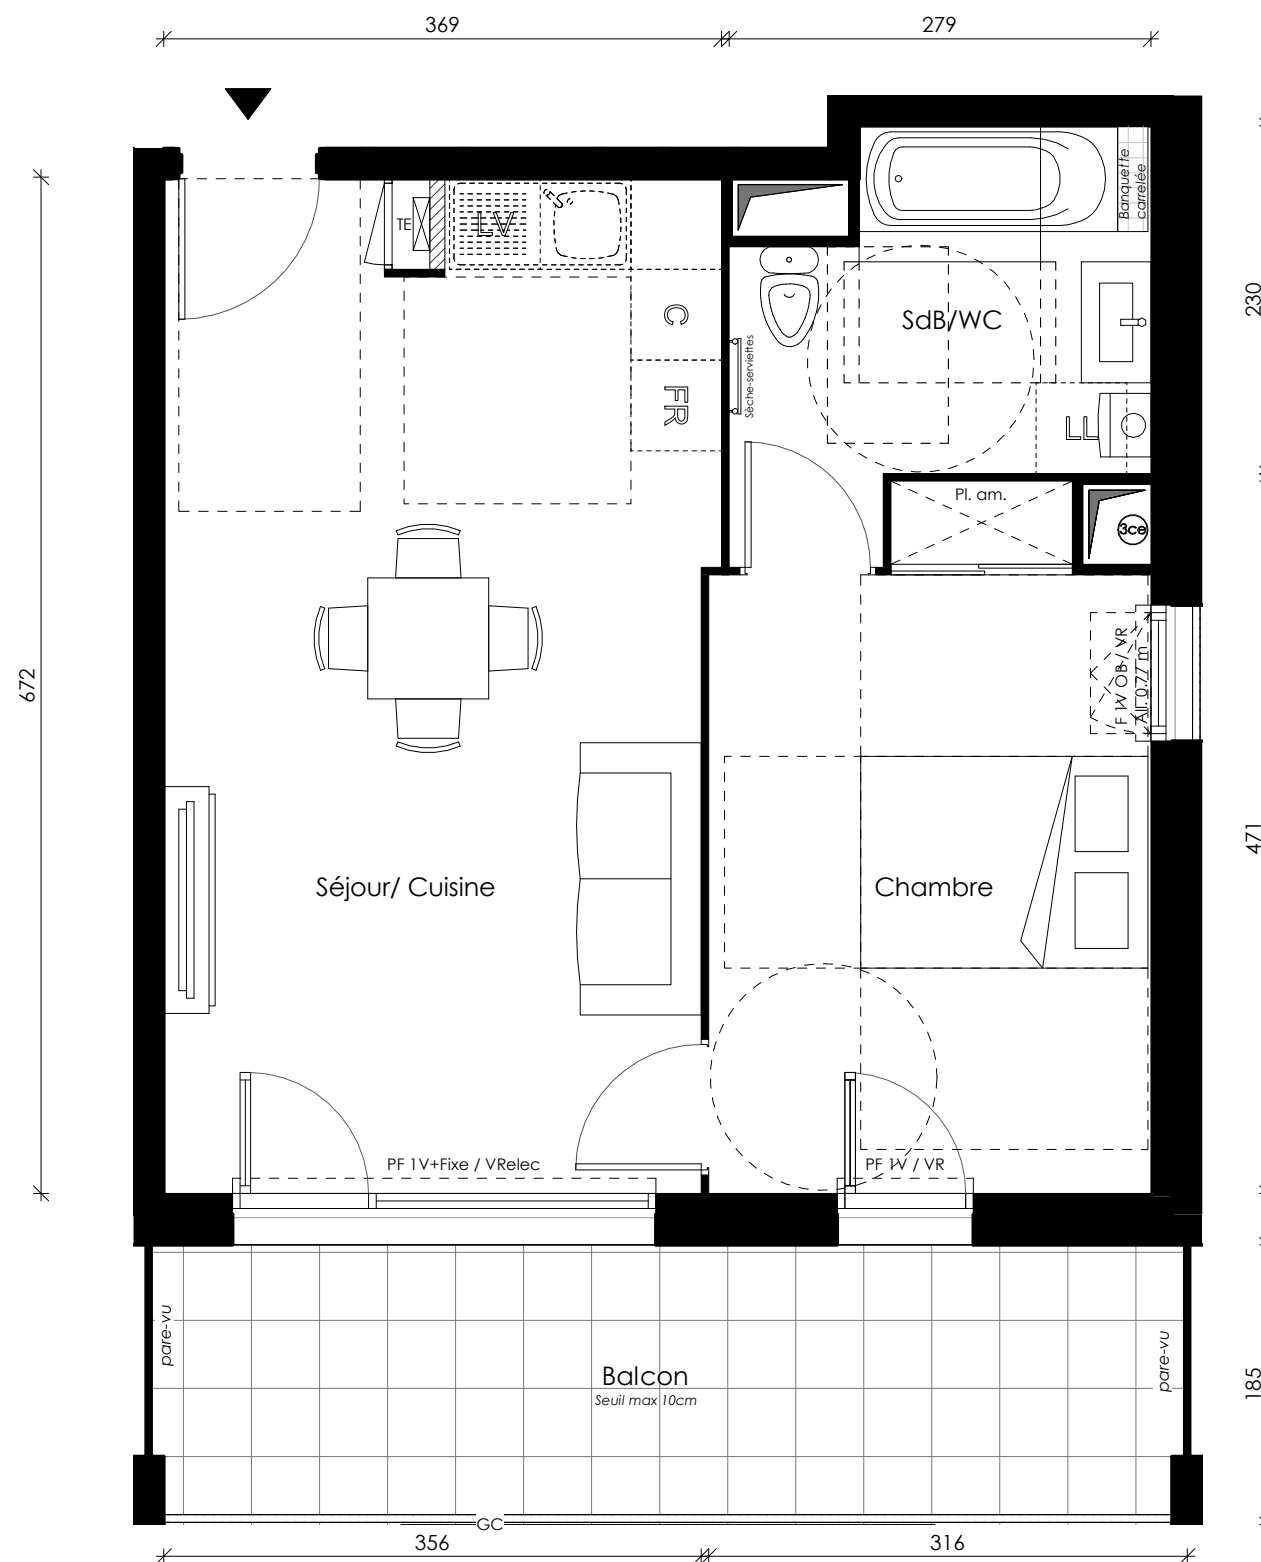 369
279
Banquette
carrelée
TE
LV
230
SdB/WC
C
Sèche-serviettes
FR
LL
Pl. am.
3ce
F 1V OB / VR
All. 0.77 m
672
471
Séjour/ Cuisine
Chambre
PF 1V+Fixe / VRelec
PF 1V / VR
pare-vu
pare-vu
Balcon
Seuil max 10cm
185
GC
356
316